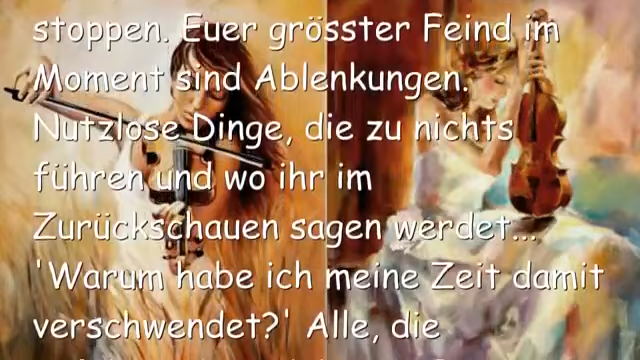 stoppen. Euer grösster Feind im
Moment sind Ablenkungen.
Nutzlose Dinge, die zu nichts
führen und wo ihr im
Zurückschauen sagen werdet...
'Warum habe ich meine Zeit damit
verschwendet?' Alle, die